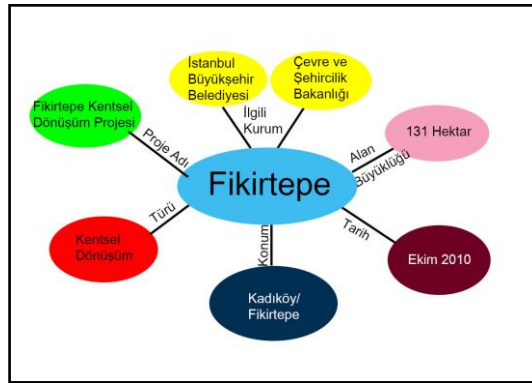 İstanbul
Büyükşehir
Belediyesi
Çevre ve
Şehircilik
Bakanlığı
Fikirtepe Kentsel
Dönüşüm Projesi
İlgili
Kurum
131 Hektar
Proje Adı
Alan
Büyüklüğü
Fikirtepe
Türü
Tarih
Kentsel
Dönüşüm
Konum
Ekim 2010
Kadıköy/
Fikirtepe